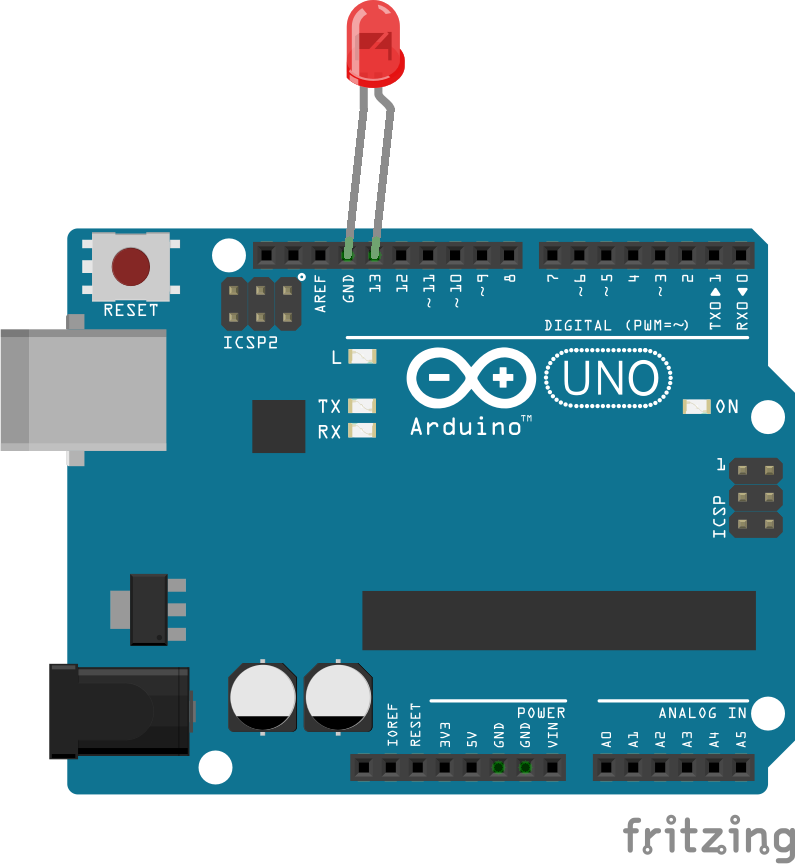 RESET
ICSP2
AREF
GND
13
12
~11
~10
~9
8
7
~6
~5
4
~3
2
TX0▶1
RX0◀0
DIGITAL (PWM=~)
L
TX
RX
Arduino™
UNO
ON
1
ICSP
POWER
ANALOG IN
IOREF
RESET
3V3
5V
GND
GND
VIN
A0
A1
A2
A3
A4
A5
fritzing